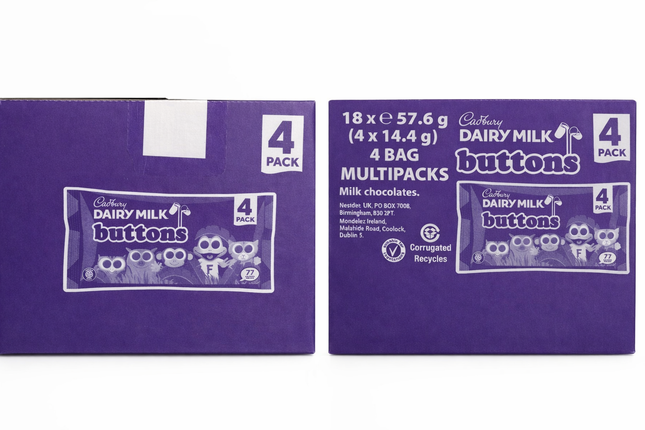 4
PACK
4
PACK
Cadbury
DAIRY MILK
buttons
F
77
18 x ℮ 57.6 g
(4 x 14.4 g)
4 BAG
MULTIPACKS
Milk chocolates.
Nestder, UK, PO BOX 7008,
Birmingham, B30 2PT.
Mondelez Ireland,
Malahide Road, Coolock,
Dublin 5.
Corrugated
Recycles
Cadbury
DAIRY MILK
buttons
4
PACK
Cadbury
DAIRY MILK
buttons
4
PACK
F
77